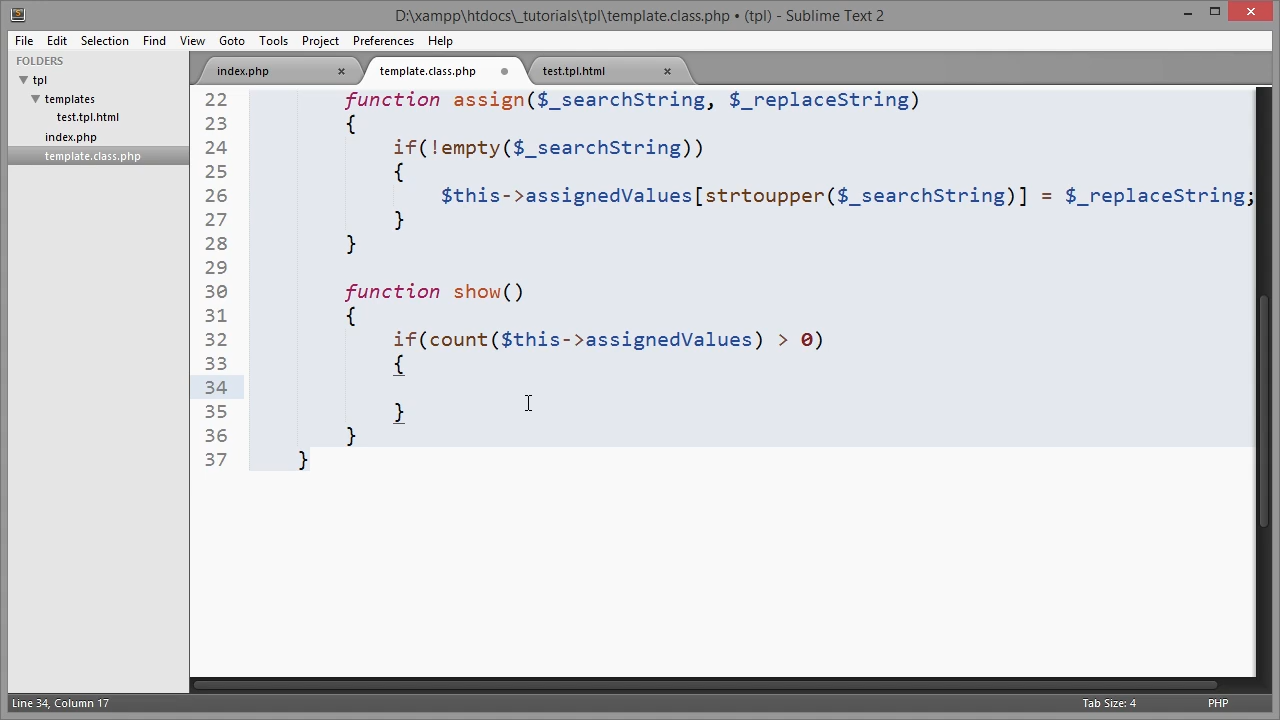 D:\xampp\htdocs\_tutorials\tpl\template.class.php • (tpl) - Sublime Text 2
File Edit Selection Find View Goto Tools Project Preferences Help
FOLDERS
tpl
templates
test.tpl.html
index.php
template.class.php
index.php × template.class.php test.tpl.html ×
22 function assign($_searchString, $_replaceString)
23 {
24 if(!empty($_searchString))
25 {
26 $this->assignedValues[strtoupper($_searchString)] = $_replaceString;
27 }
28 }
29
30 function show()
31 {
32 if(count($this->assignedValues) > 0)
33 {
34
35 }
36 }
37 }
Line 34, Column 17 Tab Size: 4 PHP